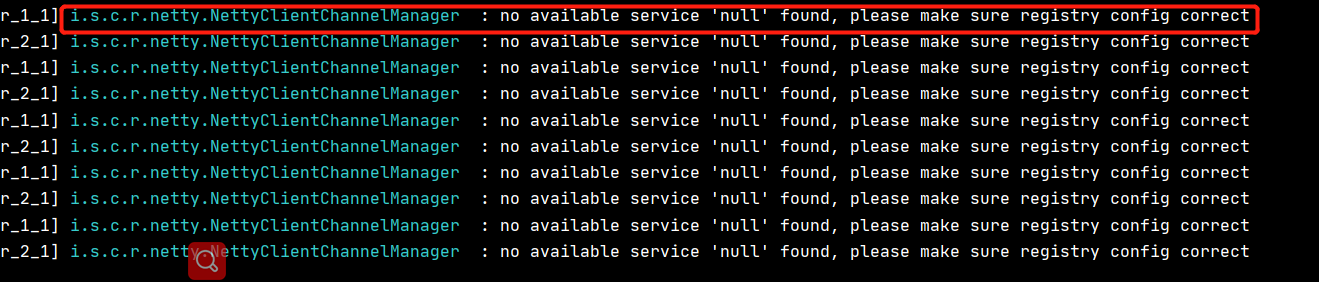 r_1_1] i.s.c.r.netty.NettyClientChannelManager : no available service 'null' found, please make sure registry config correct
r_2_1] i.s.c.r.netty.NettyClientChannelManager : no available service 'null' found, please make sure registry config correct
r_1_1] i.s.c.r.netty.NettyClientChannelManager : no available service 'null' found, please make sure registry config correct
r_2_1] i.s.c.r.netty.NettyClientChannelManager : no available service 'null' found, please make sure registry config correct
r_1_1] i.s.c.r.netty.NettyClientChannelManager : no available service 'null' found, please make sure registry config correct
r_2_1] i.s.c.r.netty.NettyClientChannelManager : no available service 'null' found, please make sure registry config correct
r_1_1] i.s.c.r.netty.NettyClientChannelManager : no available service 'null' found, please make sure registry config correct
r_2_1] i.s.c.r.netty.NettyClientChannelManager : no available service 'null' found, please make sure registry config correct
r_1_1] i.s.c.r.netty.NettyClientChannelManager : no available service 'null' found, please make sure registry config correct
r_2_1] i.s.c.r.netty.NettyClientChannelManager : no available service 'null' found, please make sure registry config correct